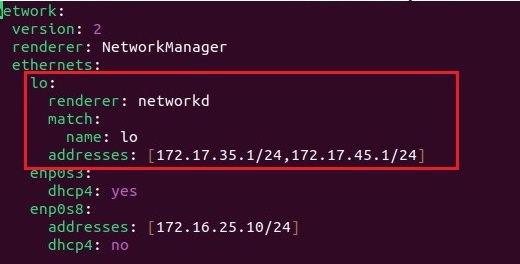 network:
  version: 2
  renderer: NetworkManager
  ethernets:
    lo:
      renderer: networkd
      match:
        name: lo
      addresses: [172.17.35.1/24,172.17.45.1/24]
    enp0s3:
      dhcp4: yes
    enp0s8:
      addresses: [172.16.25.10/24]
      dhcp4: no